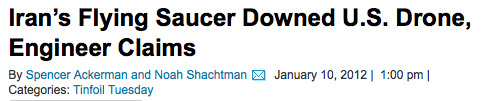 Iran’s Flying Saucer Downed U.S. Drone,
Engineer Claims
By Spencer Ackerman and Noah Shachtman January 10, 2012 | 1:00 pm |
Categories: Tinfoil Tuesday